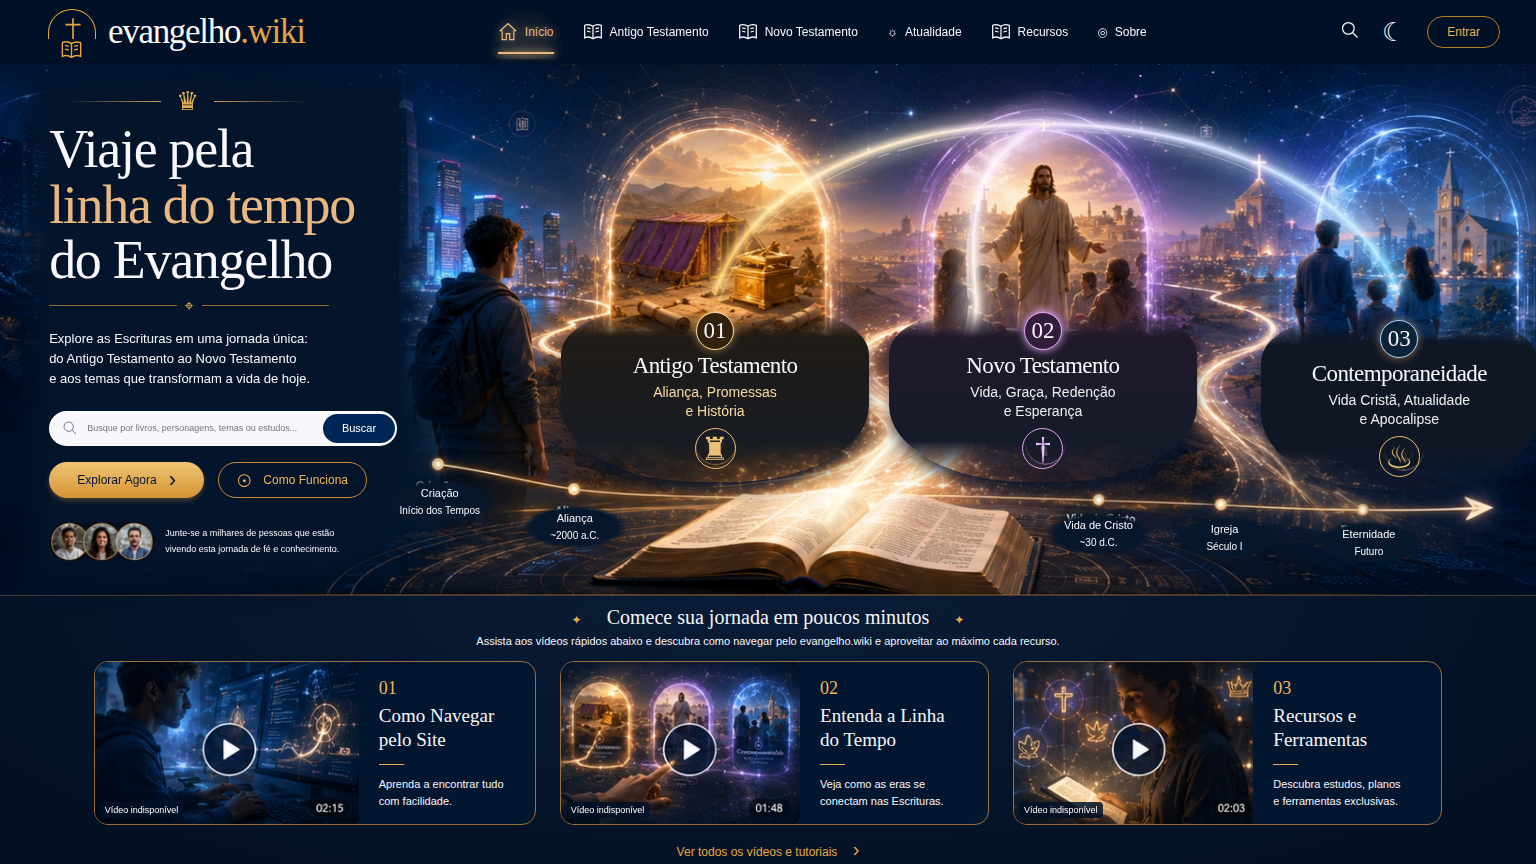 evangelho.wiki
Início
Antigo Testamento
Novo Testamento
Atualidade
Recursos
Sobre
Entrar
Viaje pela
linha do tempo
do Evangelho
Explore as Escrituras em uma jornada única:
do Antigo Testamento ao Novo Testamento
e aos temas que transformam a vida de hoje.
Busque por livros, personagens, temas ou estudos...
Buscar
Explorar Agora
Como Funciona
Junte-se a milhares de pessoas que estão
vivendo esta jornada de fé e conhecimento.
01
Antigo Testamento
Aliança, Promessas
e História
02
Novo Testamento
Vida, Graça, Redenção
e Esperança
03
Contemporaneidade
Vida Cristã, Atualidade
e Apocalipse
Criação
Início dos Tempos
Aliança
~2000 a.C.
Vida de Cristo
~30 d.C.
Igreja
Século I
Eternidade
Futuro
Comece sua jornada em poucos minutos
Assista aos vídeos rápidos abaixo e descubra como navegar pelo evangelho.wiki e aproveitar ao máximo cada recurso.
Vídeo indisponível
02:15
01
Como Navegar
pelo Site
Aprenda a encontrar tudo
com facilidade.
Vídeo indisponível
01:48
02
Entenda a Linha
do Tempo
Veja como as eras se
conectam nas Escrituras.
Vídeo indisponível
02:03
03
Recursos e
Ferramentas
Descubra estudos, planos
e ferramentas exclusivas.
Ver todos os vídeos e tutoriais